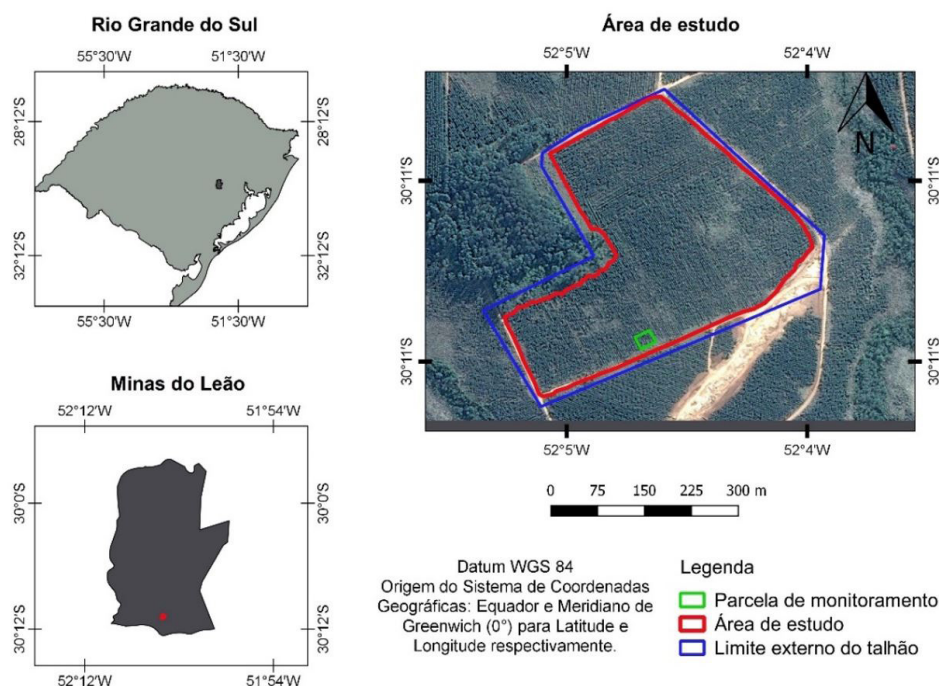 Rio Grande do Sul
55°30'W 51°30'W
28°12'S 28°12'S
32°12'S 32°12'S
55°30'W 51°30'W
Minas do Leão
52°12'W 51°54'W
30°0'S 30°0'S
30°12'S 30°12'S
52°12'W 51°54'W
Área de estudo
52°5'W 52°4'W
N
30°11'S 30°11'S
30°11'S 30°11'S
52°5'W 52°4'W
0 75 150 225 300 m
Datum WGS 84
Origem do Sistema de Coordenadas
Geográficas: Equador e Meridiano de
Greenwich (0°) para Latitude e
Longitude respectivamente.
Legenda
Parcela de monitoramento
Área de estudo
Limite externo do talhão